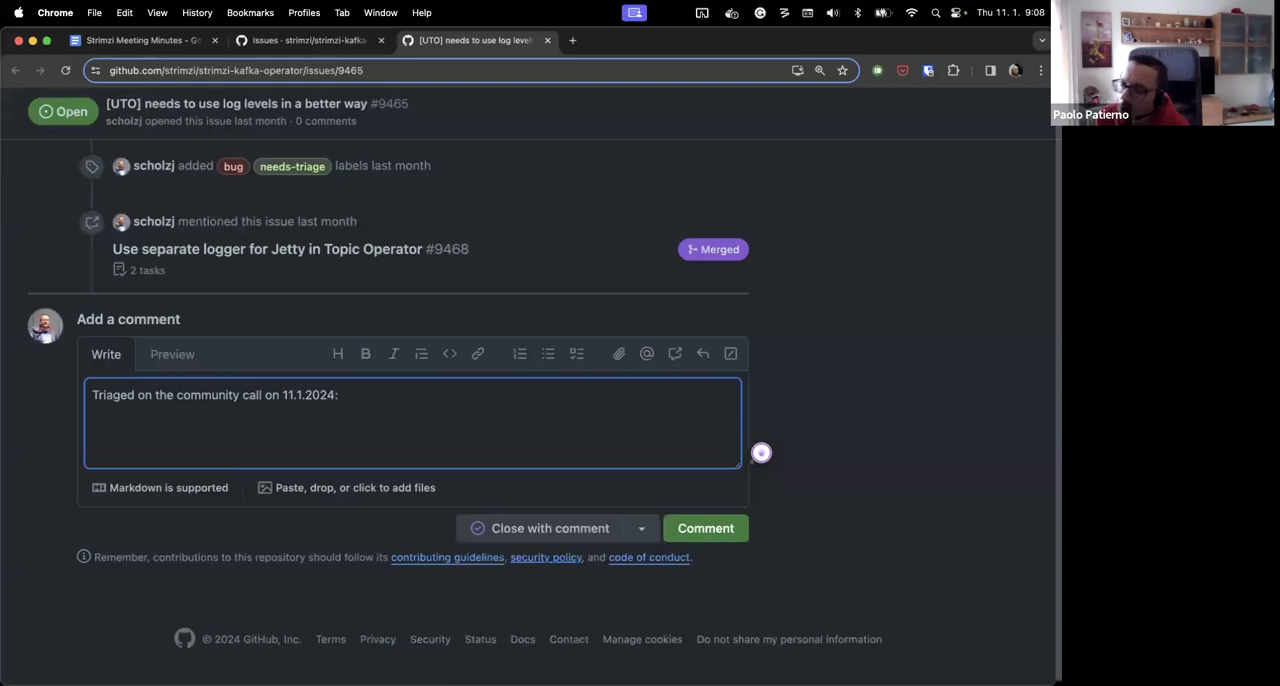 Chrome File Edit View History Bookmarks Profiles Tab Window Help Thu 11. 1. 9:08
Strimzi Meeting Minutes - Go
Issues · strimzi/strimzi-kafka-
[UTO] needs to use log levels
github.com/strimzi/strimzi-kafka-operator/issues/9465
Paolo Patierno
Open
[UTO] needs to use log levels in a better way #9465
scholzj opened this issue last month · 0 comments
scholzj added bug needs-triage labels last month
scholzj mentioned this issue last month
Use separate logger for Jetty in Topic Operator #9468
Merged
2 tasks
Add a comment
Write Preview
Triaged on the community call on 11.1.2024:
Markdown is supported
Paste, drop, or click to add files
Close with comment
Comment
Remember, contributions to this repository should follow its contributing guidelines, security policy, and code of conduct.
© 2024 GitHub, Inc. Terms Privacy Security Status Docs Contact Manage cookies Do not share my personal information